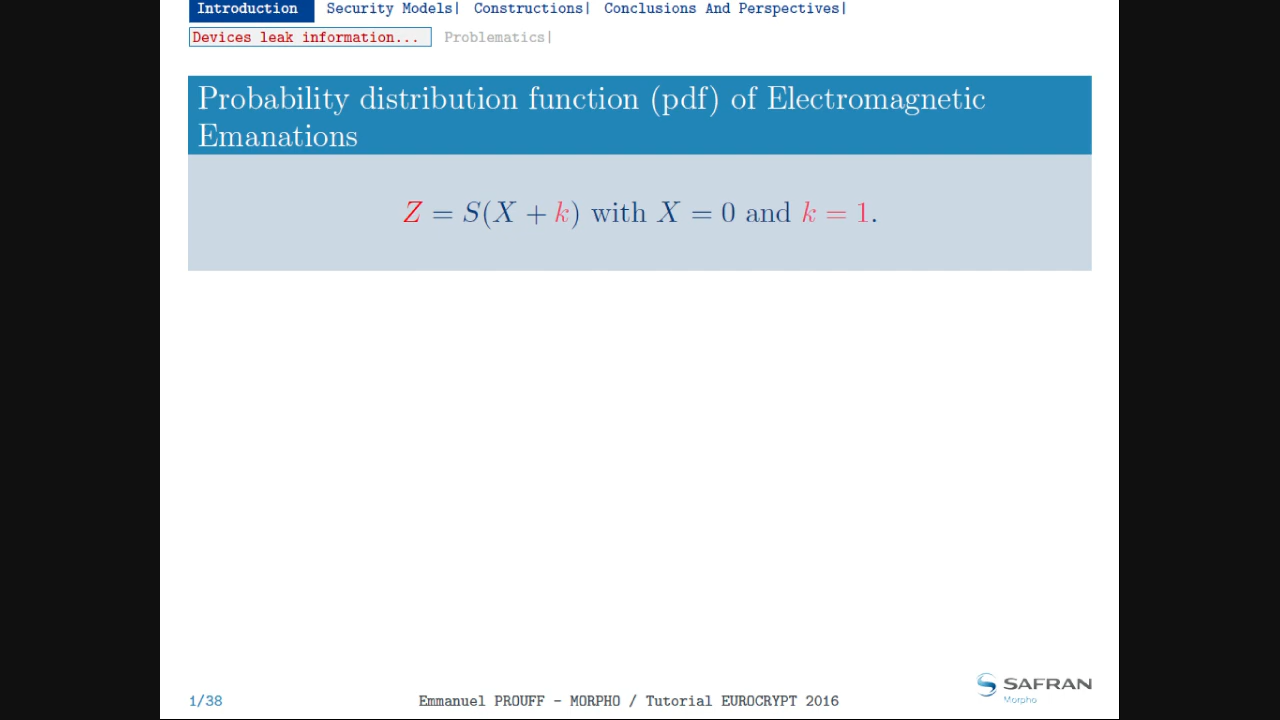 Introduction Security Models| Constructions| Conclusions And Perspectives|
Devices leak information... Problematics|
Probability distribution function (pdf) of Electromagnetic
Emanations
Z = S(X + k) with X = 0 and k = 1.
SAFRAN
Morpho
1/38 Emmanuel PROUFF - MORPHO / Tutorial EUROCRYPT 2016